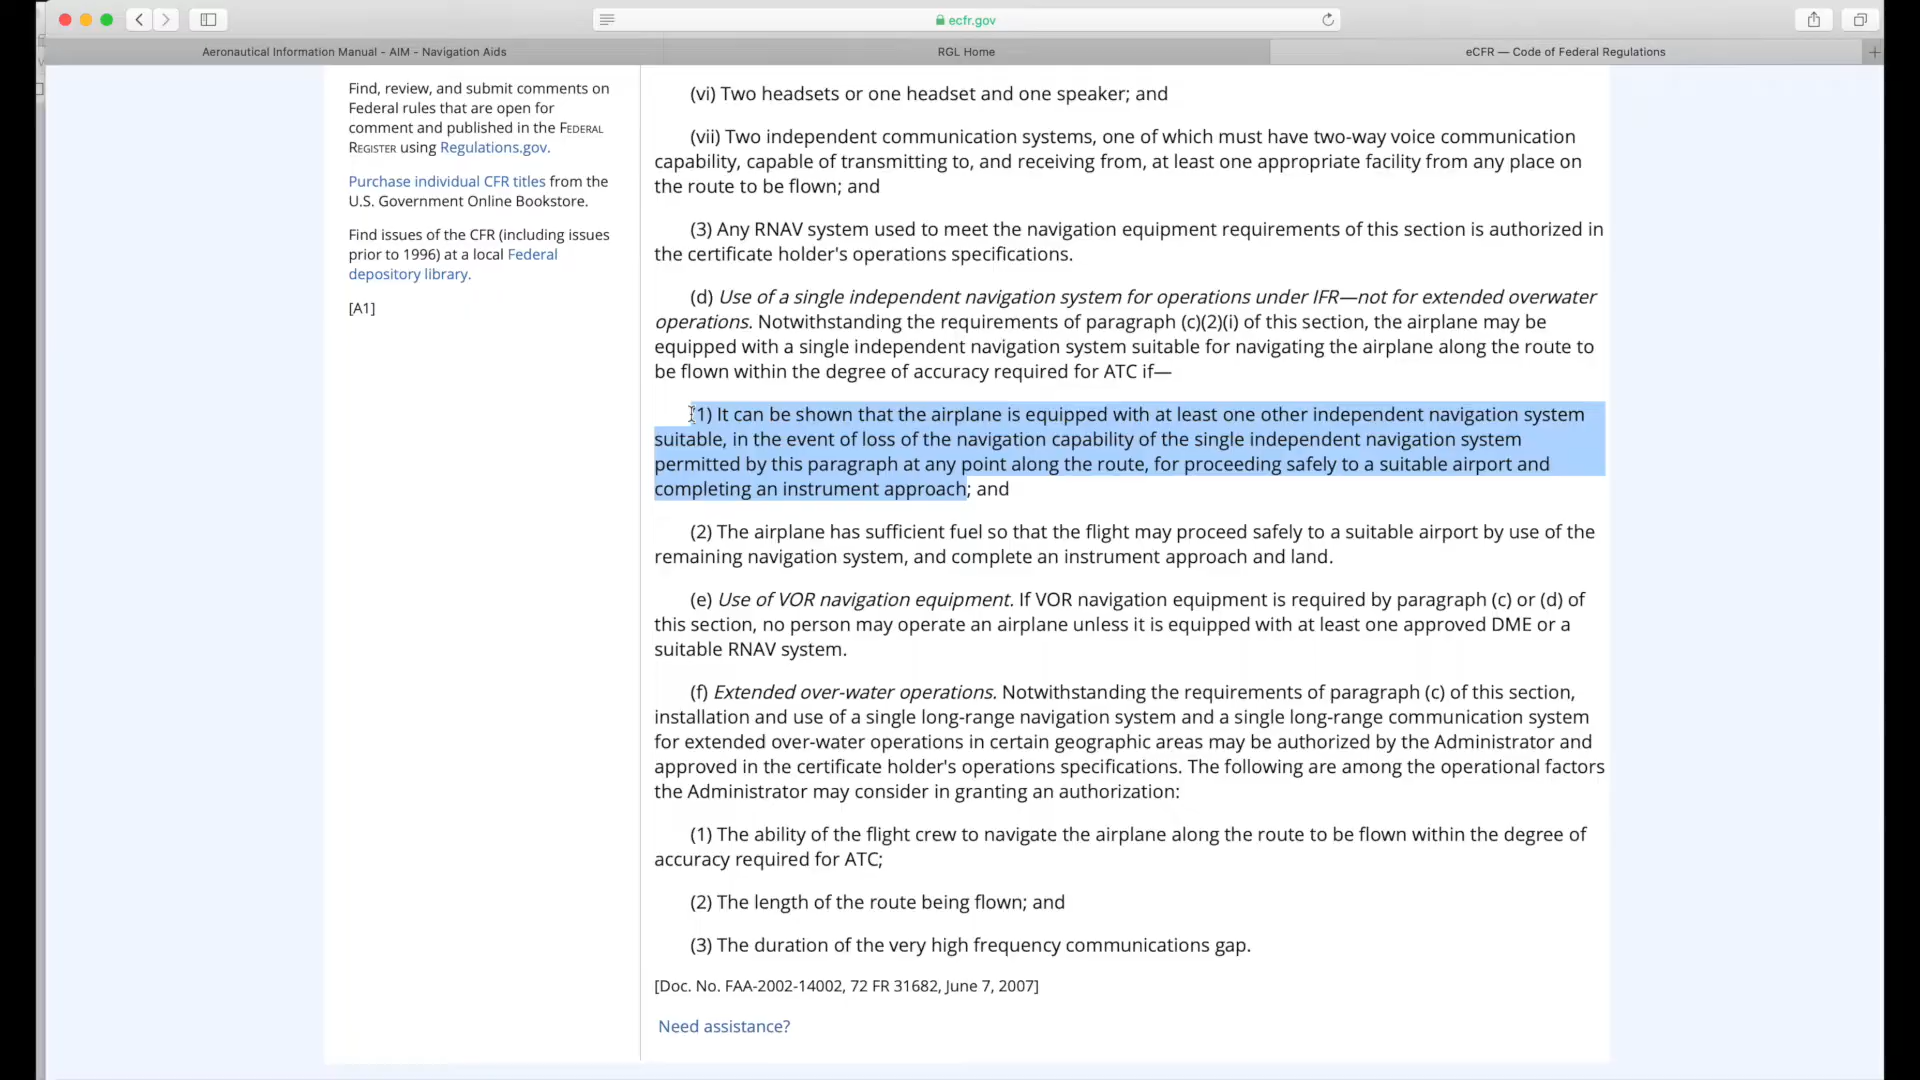 ecfr.gov
Aeronautical Information Manual - AIM - Navigation Aids
RGL Home
eCFR — Code of Federal Regulations
Find, review, and submit comments on
Federal rules that are open for
comment and published in the FEDERAL
REGISTER using Regulations.gov.
Purchase individual CFR titles from the
U.S. Government Online Bookstore.
Find issues of the CFR (including issues
prior to 1996) at a local Federal
depository library.
[A1]
(vi) Two headsets or one headset and one speaker; and
(vii) Two independent communication systems, one of which must have two-way voice communication
capability, capable of transmitting to, and receiving from, at least one appropriate facility from any place on
the route to be flown; and
(3) Any RNAV system used to meet the navigation equipment requirements of this section is authorized in
the certificate holder's operations specifications.
(d) Use of a single independent navigation system for operations under IFR—not for extended overwater
operations. Notwithstanding the requirements of paragraph (c)(2)(i) of this section, the airplane may be
equipped with a single independent navigation system suitable for navigating the airplane along the route to
be flown within the degree of accuracy required for ATC if—
(1) It can be shown that the airplane is equipped with at least one other independent navigation system
suitable, in the event of loss of the navigation capability of the single independent navigation system
permitted by this paragraph at any point along the route, for proceeding safely to a suitable airport and
completing an instrument approach; and
(2) The airplane has sufficient fuel so that the flight may proceed safely to a suitable airport by use of the
remaining navigation system, and complete an instrument approach and land.
(e) Use of VOR navigation equipment. If VOR navigation equipment is required by paragraph (c) or (d) of
this section, no person may operate an airplane unless it is equipped with at least one approved DME or a
suitable RNAV system.
(f) Extended over-water operations. Notwithstanding the requirements of paragraph (c) of this section,
installation and use of a single long-range navigation system and a single long-range communication system
for extended over-water operations in certain geographic areas may be authorized by the Administrator and
approved in the certificate holder's operations specifications. The following are among the operational factors
the Administrator may consider in granting an authorization:
(1) The ability of the flight crew to navigate the airplane along the route to be flown within the degree of
accuracy required for ATC;
(2) The length of the route being flown; and
(3) The duration of the very high frequency communications gap.
[Doc. No. FAA-2002-14002, 72 FR 31682, June 7, 2007]
Need assistance?